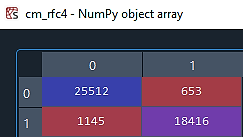 cm_rfc4 - NumPy object array
0 1
0 25512 653
1 1145 18416